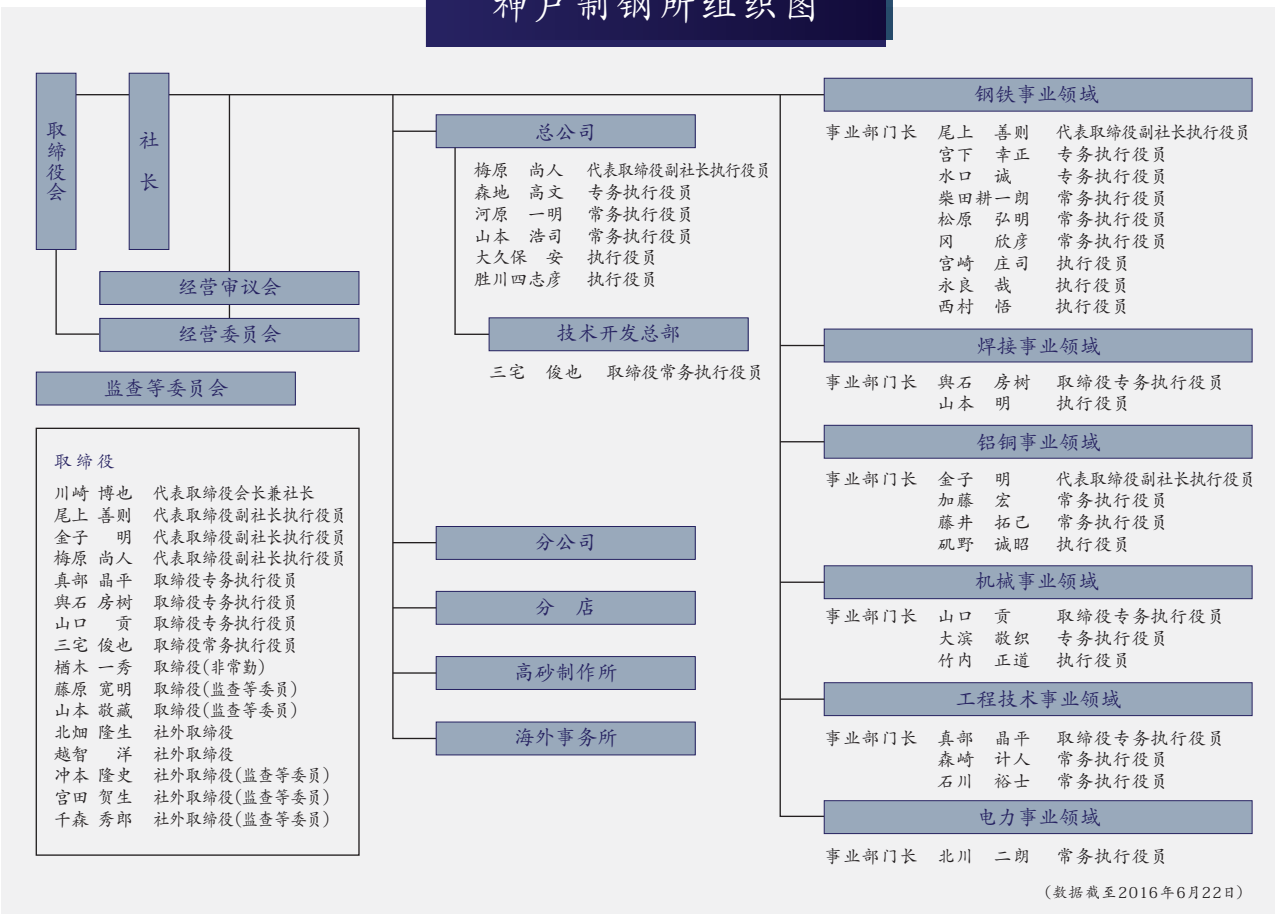 神户制钢所组织图
取缔役会
社长
经营审议会
经营委员会
监查等委员会
取缔役
川崎 博也 代表取缔役会长兼社长
尾上 善则 代表取缔役副社长执行役员
金子 明 代表取缔役副社长执行役员
梅原 尚人 代表取缔役副社长执行役员
真部 晶平 取缔役专务执行役员
舆石 房树 取缔役专务执行役员
山口 贡 取缔役专务执行役员
三宅 俊也 取缔役常务执行役员
楢木 一秀 取缔役(非常勤)
藤原 宽明 取缔役(监查等委员)
山本 敬藏 取缔役(监查等委员)
北畑 隆生 社外取缔役
越智 洋 社外取缔役
冲本 隆史 社外取缔役(监查等委员)
宫田 贺生 社外取缔役(监查等委员)
千森 秀郎 社外取缔役(监查等委员)
总公司
梅原 尚人 代表取缔役副社长执行役员
森地 高文 专务执行役员
河原 一明 常务执行役员
山本 浩司 常务执行役员
大久保 安 执行役员
胜川四志彦 执行役员
技术开发总部
三宅 俊也 取缔役常务执行役员
分公司
分 店
高砂制作所
海外事务所
钢铁事业领域
事业部门长 尾上 善则 代表取缔役副社长执行役员
宫下 幸正 专务执行役员
水口 诚 专务执行役员
柴田耕一朗 常务执行役员
松原 弘明 常务执行役员
冈 欣彦 常务执行役员
宫崎 庄司 执行役员
永良 哉 执行役员
西村 悟 执行役员
焊接事业领域
事业部门长 舆石 房树 取缔役专务执行役员
山本 明 执行役员
铝铜事业领域
事业部门长 金子 明 代表取缔役副社长执行役员
加藤 宏 常务执行役员
藤井 拓己 常务执行役员
矶野 诚昭 执行役员
机械事业领域
事业部门长 山口 贡 取缔役专务执行役员
大滨 敬织 专务执行役员
竹内 正道 执行役员
工程技术事业领域
事业部门长 真部 晶平 取缔役专务执行役员
森崎 计人 常务执行役员
石川 裕士 常务执行役员
电力事业领域
事业部门长 北川 二朗 常务执行役员
(数据截至2016年6月22日)